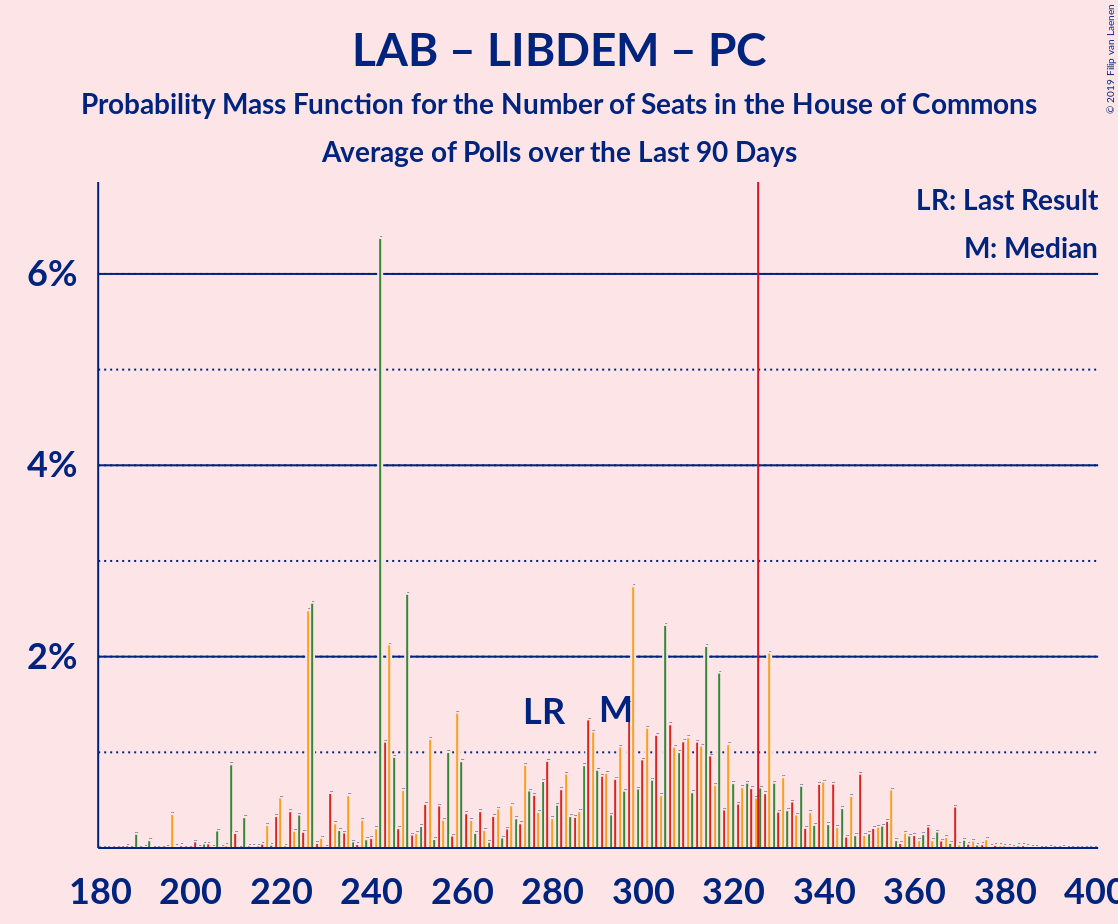 LAB – LIBDEM – PC
Probability Mass Function for the Number of Seats in the House of Commons
Average of Polls over the Last 90 Days
© 2019 Filip van Laenen
LR: Last Result
M: Median
6%
4%
2%
LR
M
180 200 220 240 260 280 300 320 340 360 380 400